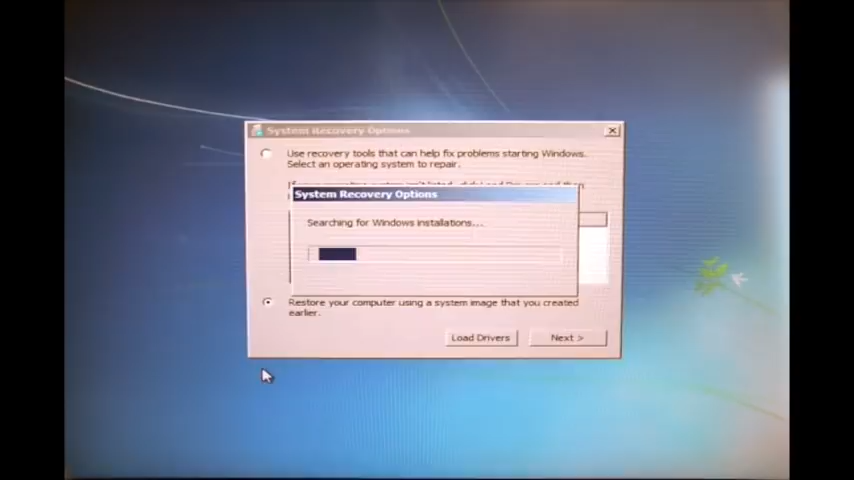 System Recovery Options
Use recovery tools that can help fix problems starting Windows.
Select an operating system to repair.
System Recovery Options
Searching for Windows installations...
Restore your computer using a system image that you created
earlier.
Load Drivers
Next >